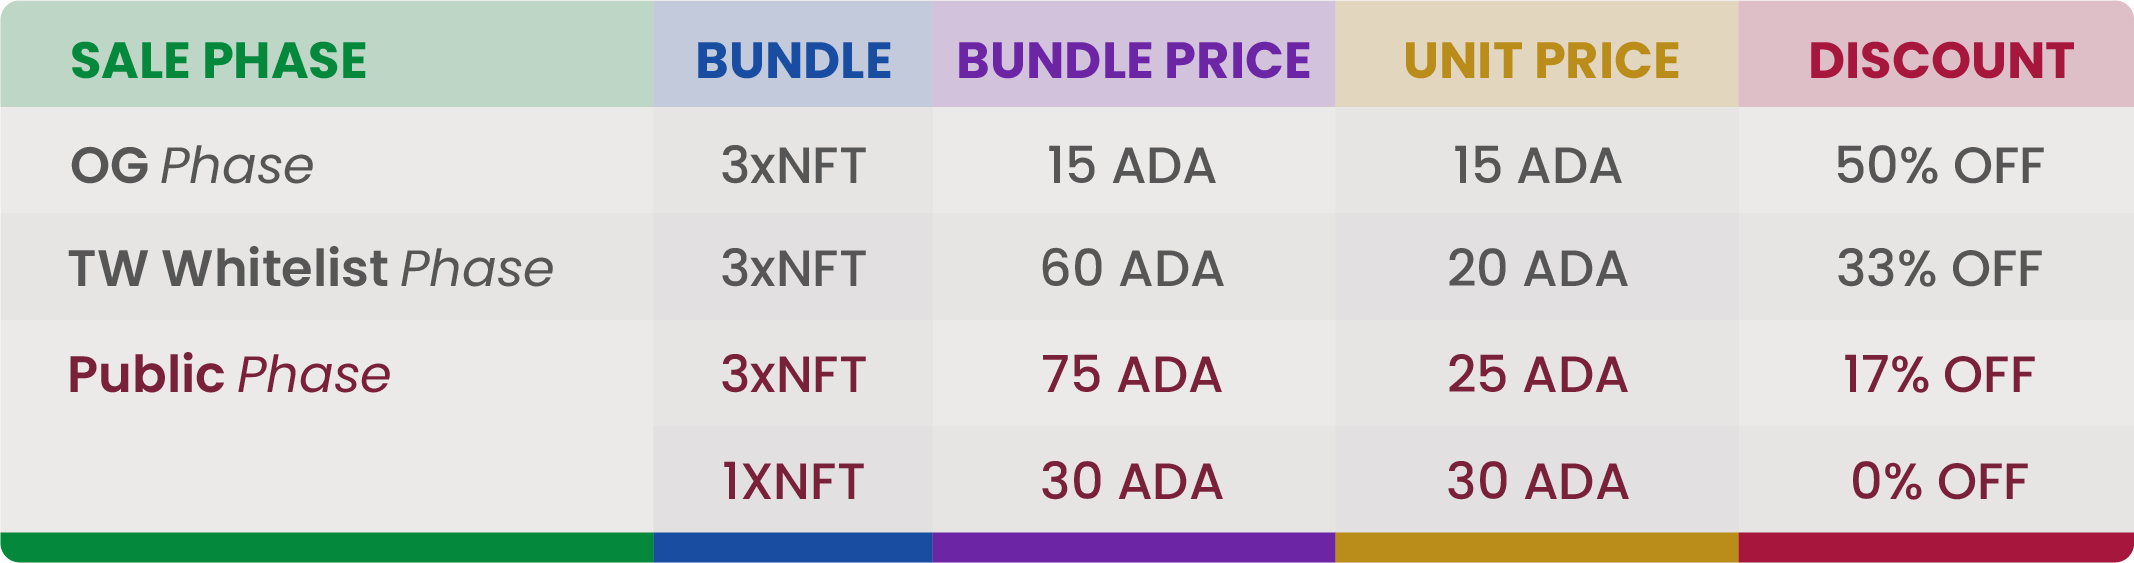 SALE PHASE BUNDLE BUNDLE PRICE UNIT PRICE DISCOUNT
OG Phase 3xNFT 15 ADA 15 ADA 50% OFF
TW Whitelist Phase 3xNFT 60 ADA 20 ADA 33% OFF
Public Phase 3xNFT 75 ADA 25 ADA 17% OFF
1XNFT 30 ADA 30 ADA 0% OFF